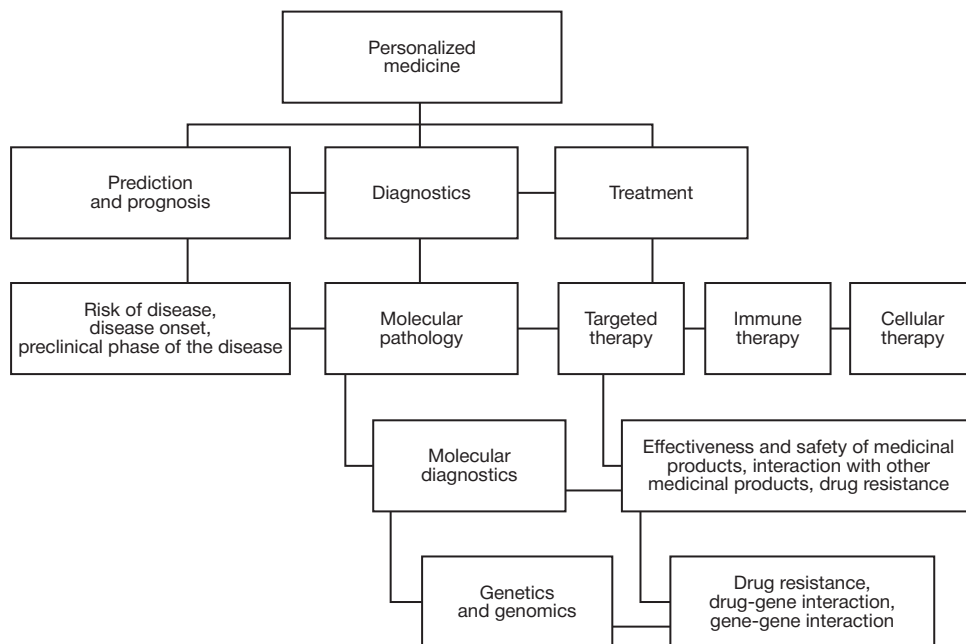 Personalized
medicine
Prediction
and prognosis
Diagnostics
Treatment
Risk of disease,
disease onset,
preclinical phase of the disease
Molecular
pathology
Targeted
therapy
Immune
therapy
Cellular
therapy
Molecular
diagnostics
Effectiveness and safety of medicinal
products, interaction with other
medicinal products, drug resistance
Genetics
and genomics
Drug resistance,
drug-gene interaction,
gene-gene interaction